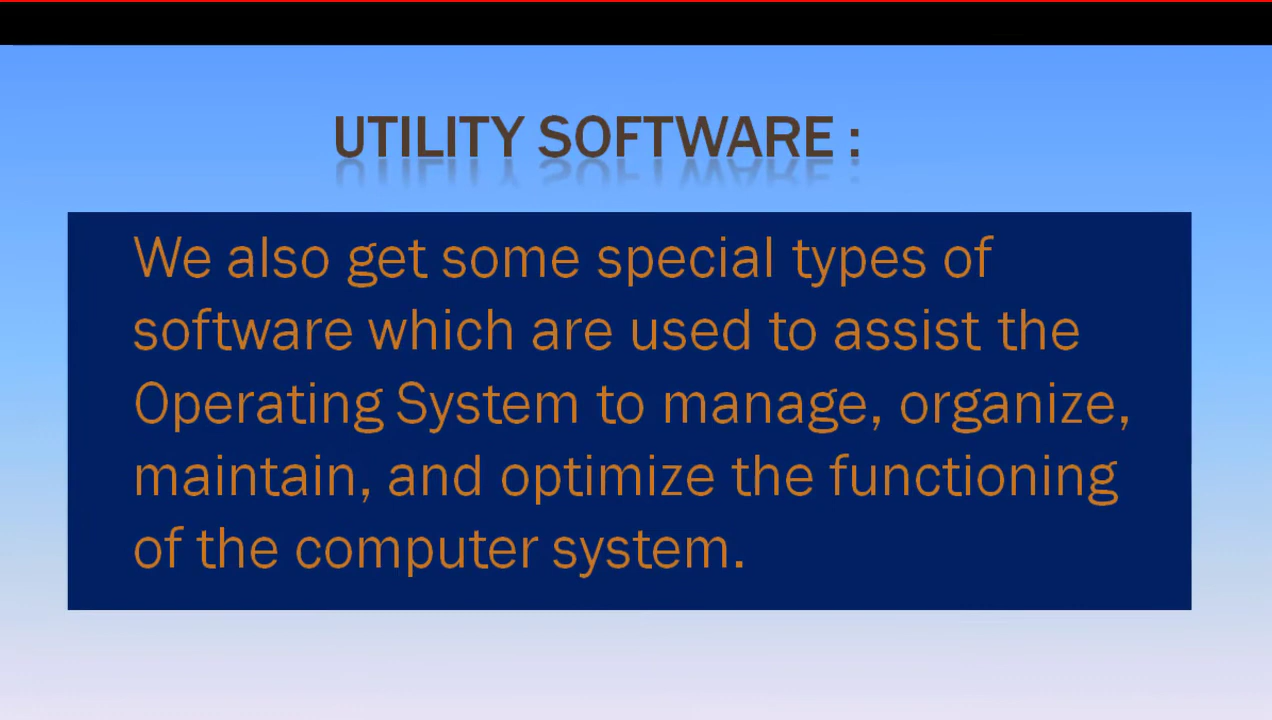 UTILITY SOFTWARE :
We also get some special types of
software which are used to assist the
Operating System to manage, organize,
maintain, and optimize the functioning
of the computer system.